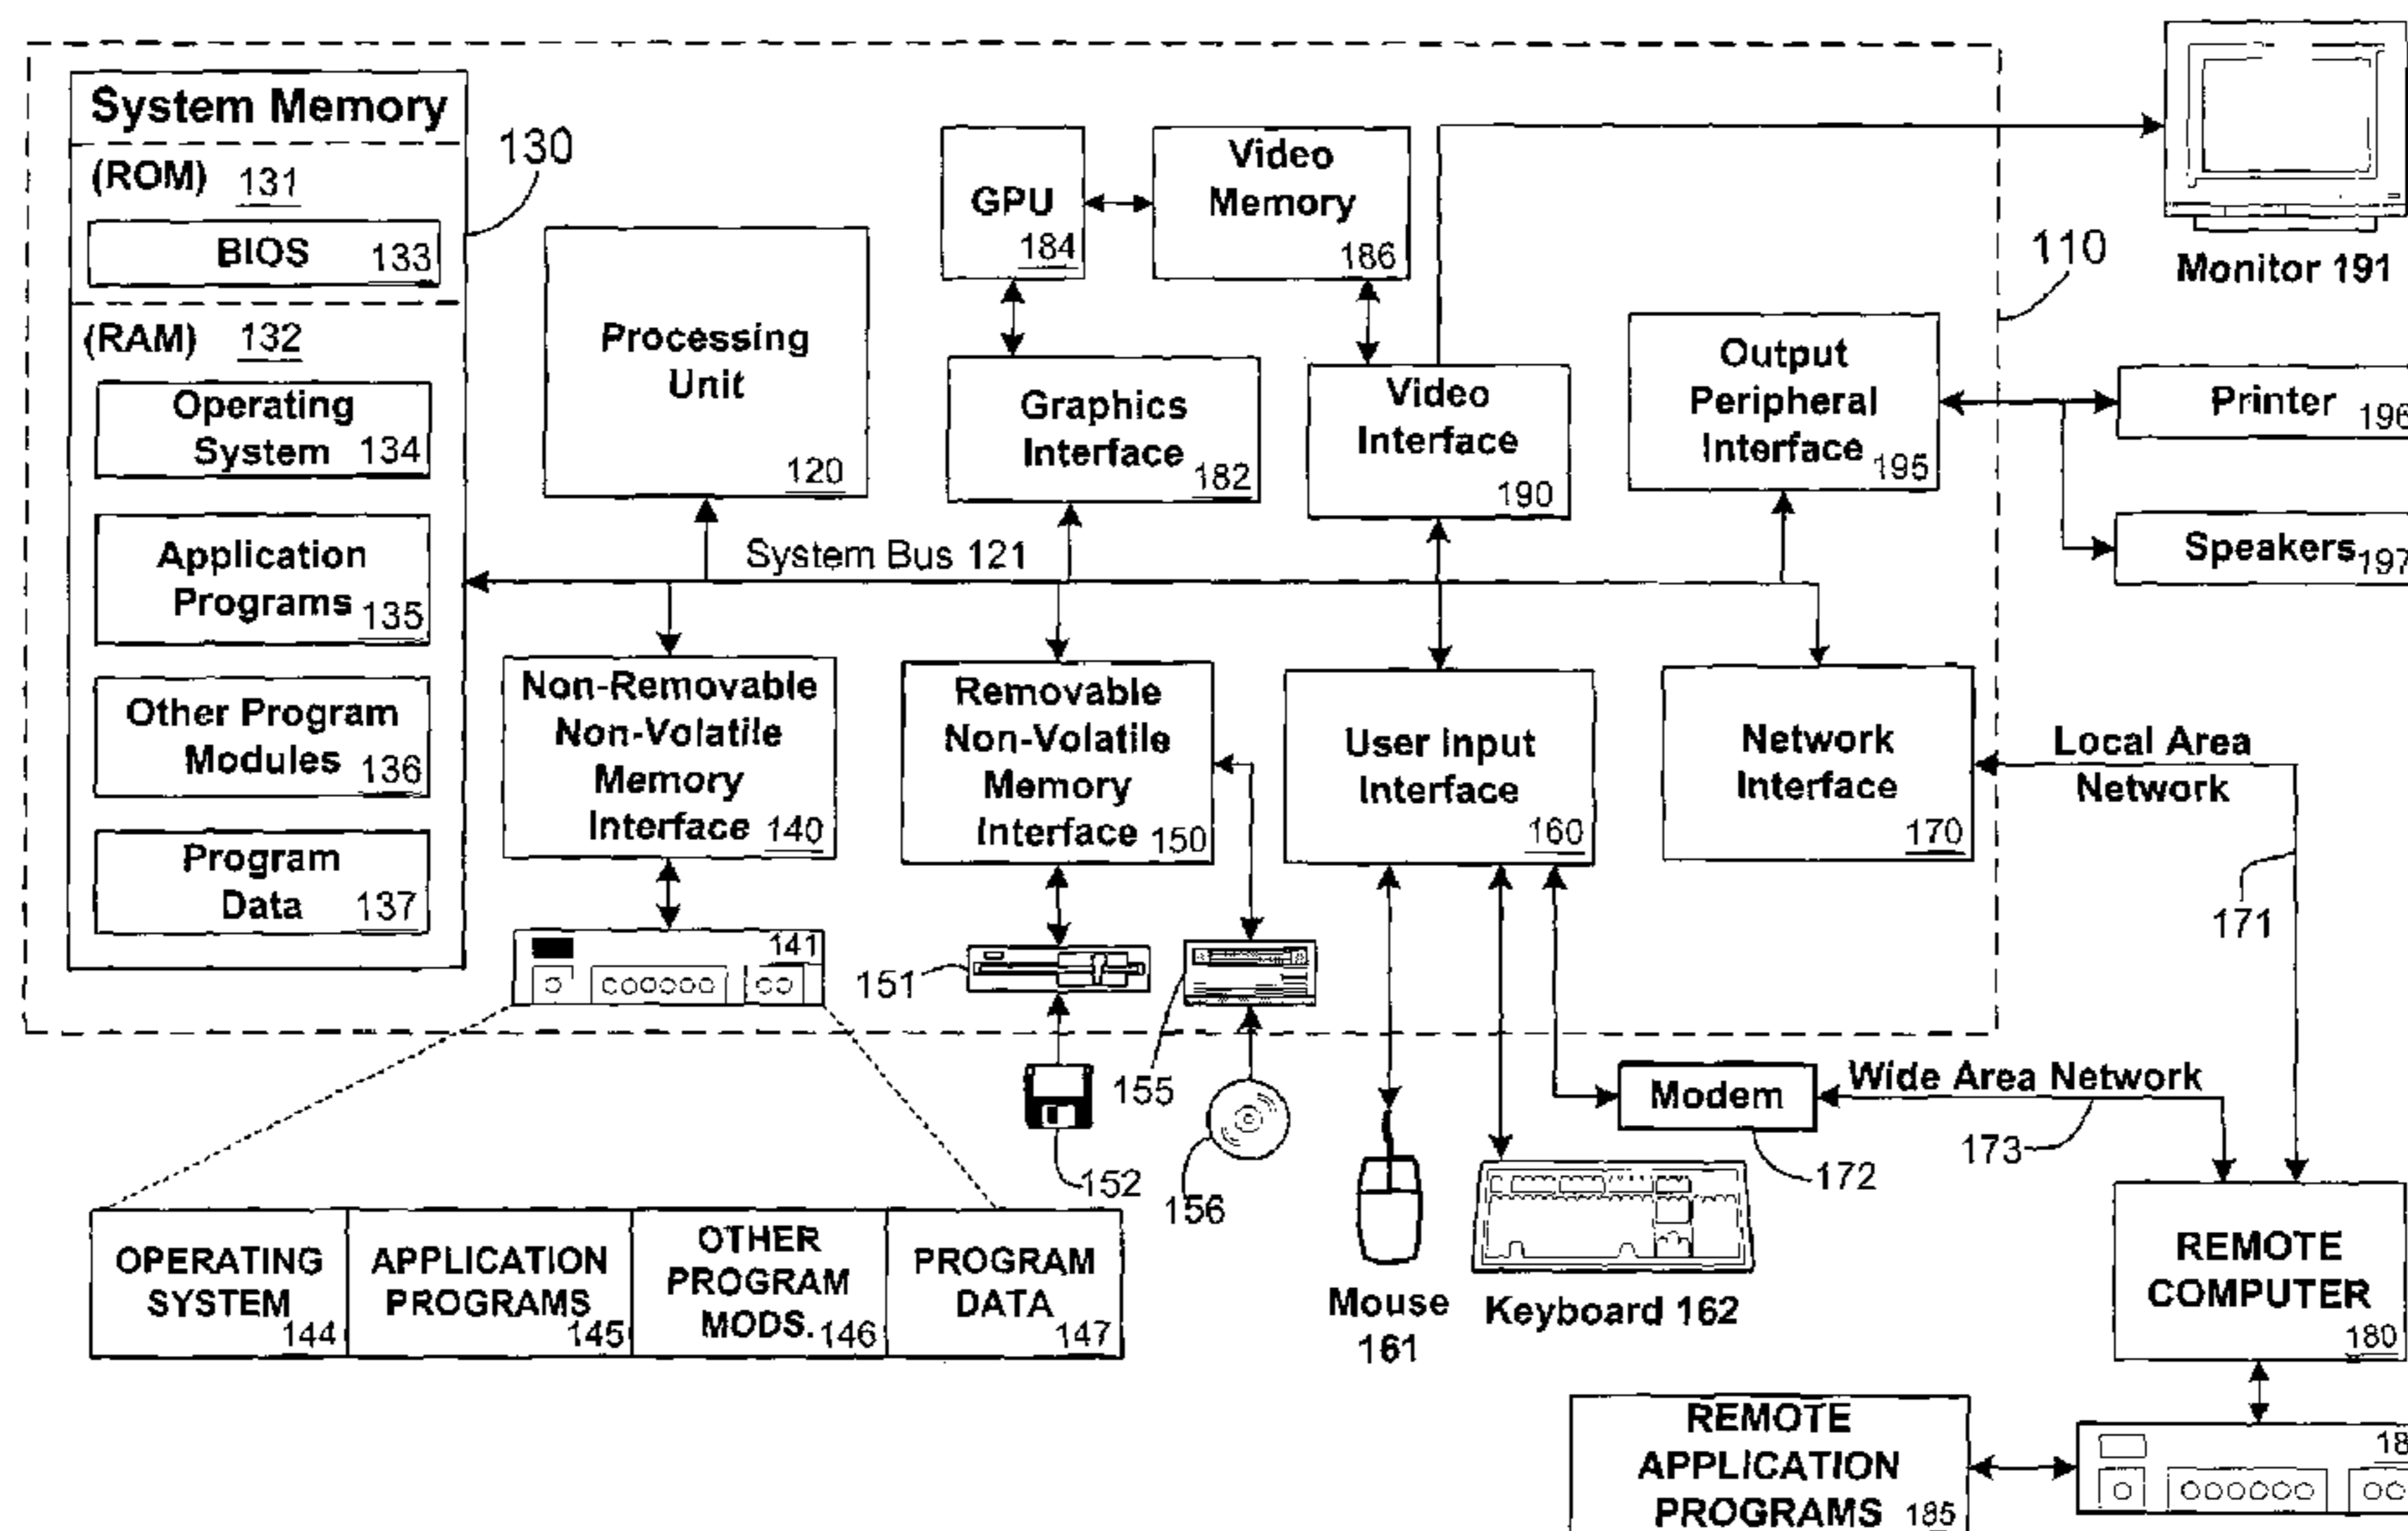 System Memory
(ROM) 131
BIOS 133
(RAM) 132
Operating
System 134
Application
Programs 135
Other Program
Modules 136
Program
Data 137
130
Processing
Unit
120
GPU
184
Video
Memory
186
Graphics
Interface
182
Video
Interface
190
Output
Peripheral
Interface 195
110
Monitor 191
Printer 196
Speakers 197
System Bus 121
Non-Removable
Non-Volatile
Memory
Interface 140
Removable
Non-Volatile
Memory
Interface 150
User Input
Interface
160
Network
Interface
170
Local Area
Network
171
141
151
155
152
156
Modem
172
Wide Area Network
173
Mouse
161
Keyboard 162
OPERATING
SYSTEM
144
APPLICATION
PROGRAMS
145
OTHER
PROGRAM
MODS. 146
PROGRAM
DATA
147
REMOTE
COMPUTER
180
REMOTE
APPLICATION
PROGRAMS 185